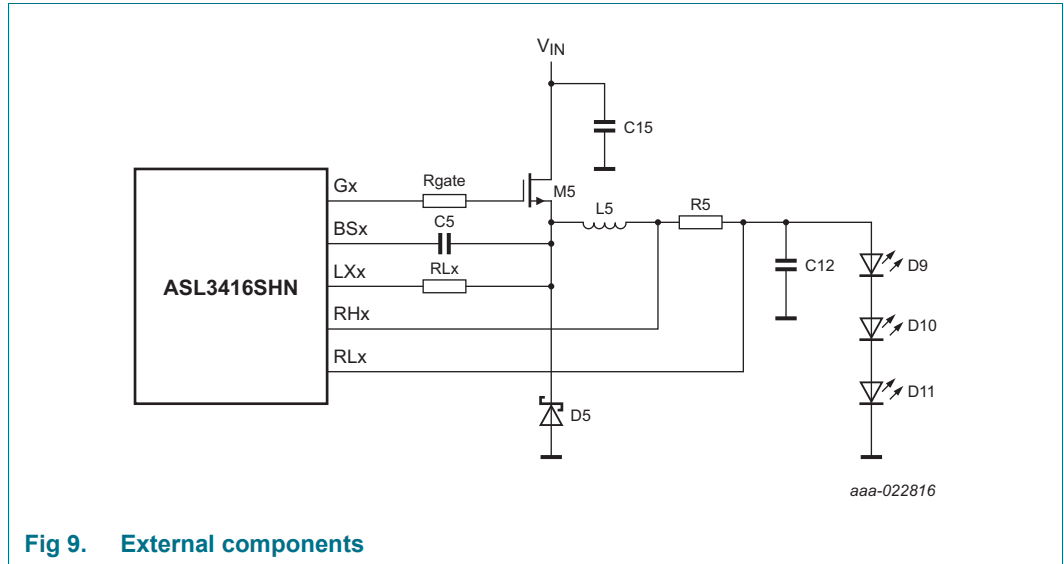 VIN
C15
Gx
Rgate
M5
BSx
C5
L5
R5
LXx
RLx
C12
D9
ASL3416SHN
RHx
D10
RLx
D11
D5
aaa-022816
Fig 9. External components